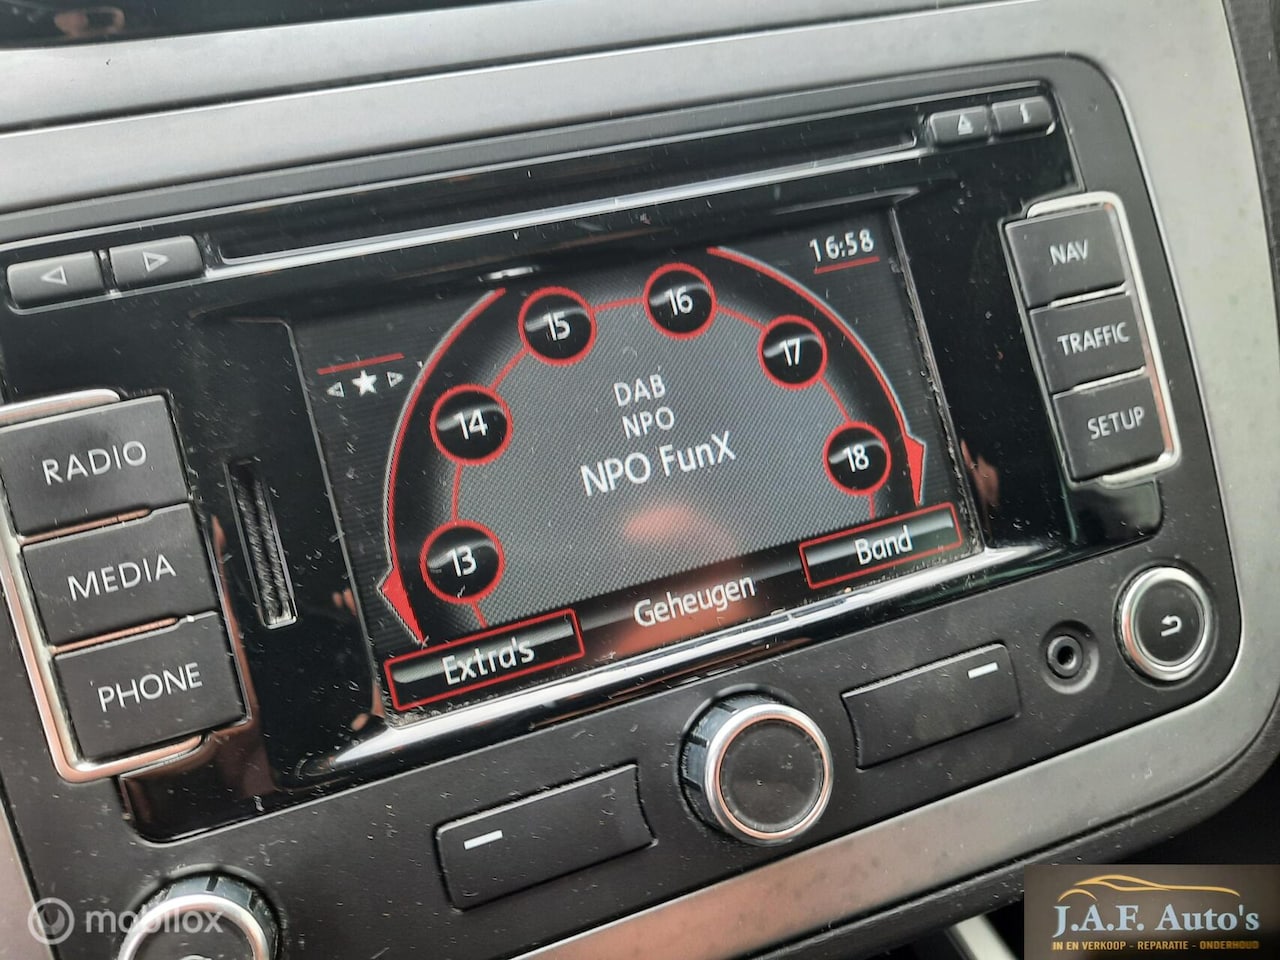 16:58
NAV
TRAFFIC
SETUP
RADIO
MEDIA
PHONE
13
14
15
16
17
18
DAB
NPO
NPO FunX
Extra's
Geheugen
Band
mobilox
J.A.F. Auto's
IN EN VERKOOP - REPARATIE - ONDERHOUD